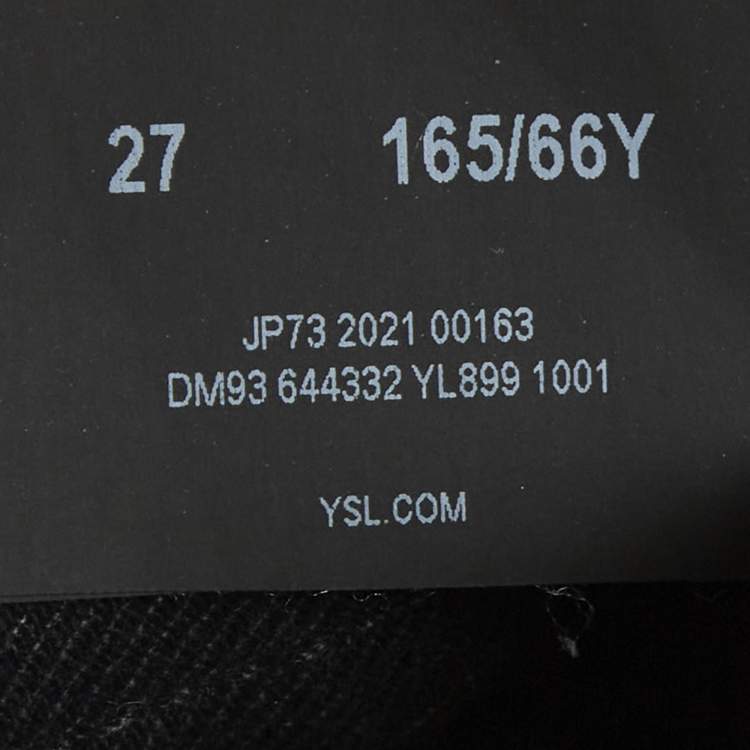 27 165/66Y
JP73 2021 00163
DM93 644332 YL899 1001
YSL.COM